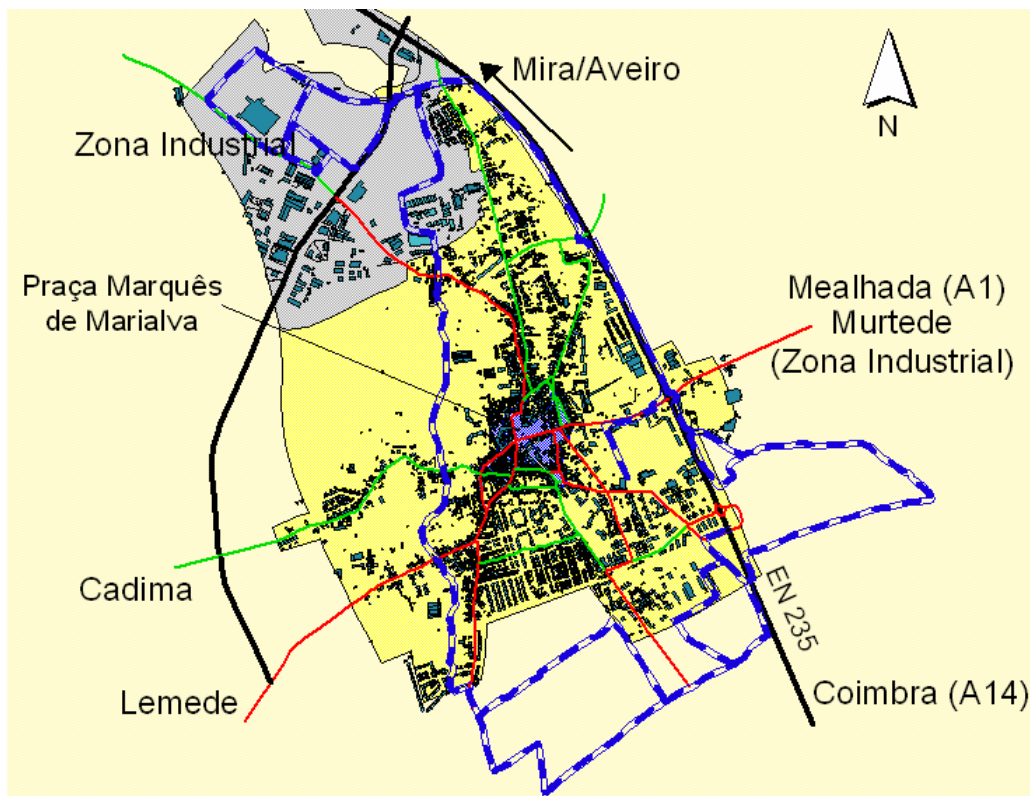 Mira/Aveiro
N
Zona Industrial
Praça Marquês
de Marialva
Mealhada (A1)
Murtede
(Zona Industrial)
Cadima
EN 235
Lemede
Coimbra (A14)